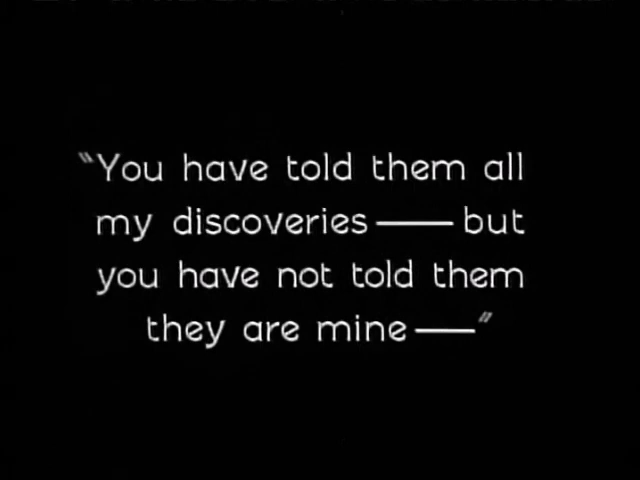 "You have told them all
my discoveries — but
you have not told them
they are mine — "